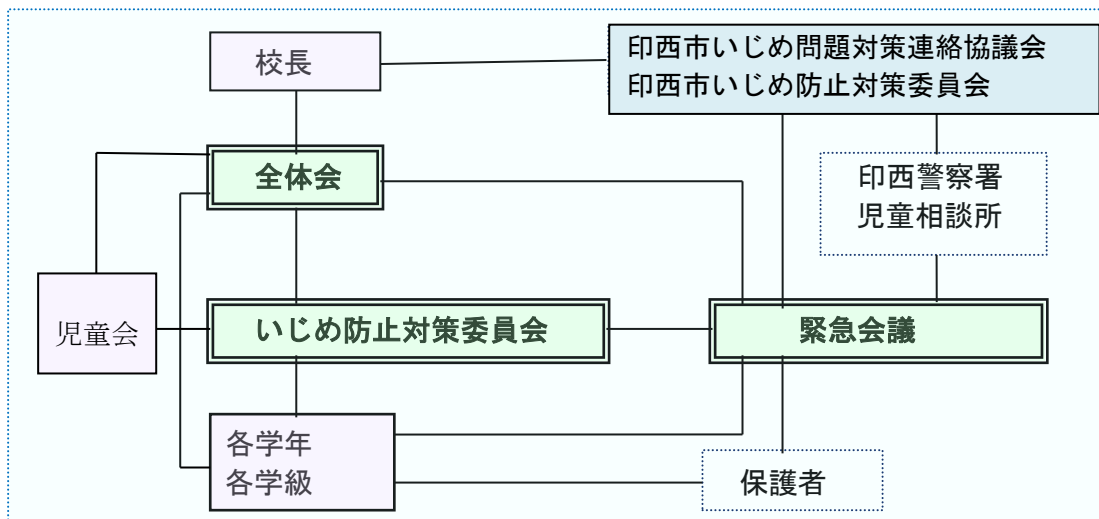 校長
印西市いじめ問題対策連絡協議会
印西市いじめ防止対策委員会
全体会
印西警察署
児童相談所
児童会
いじめ防止対策委員会
緊急会議
各学年
各学級
保護者